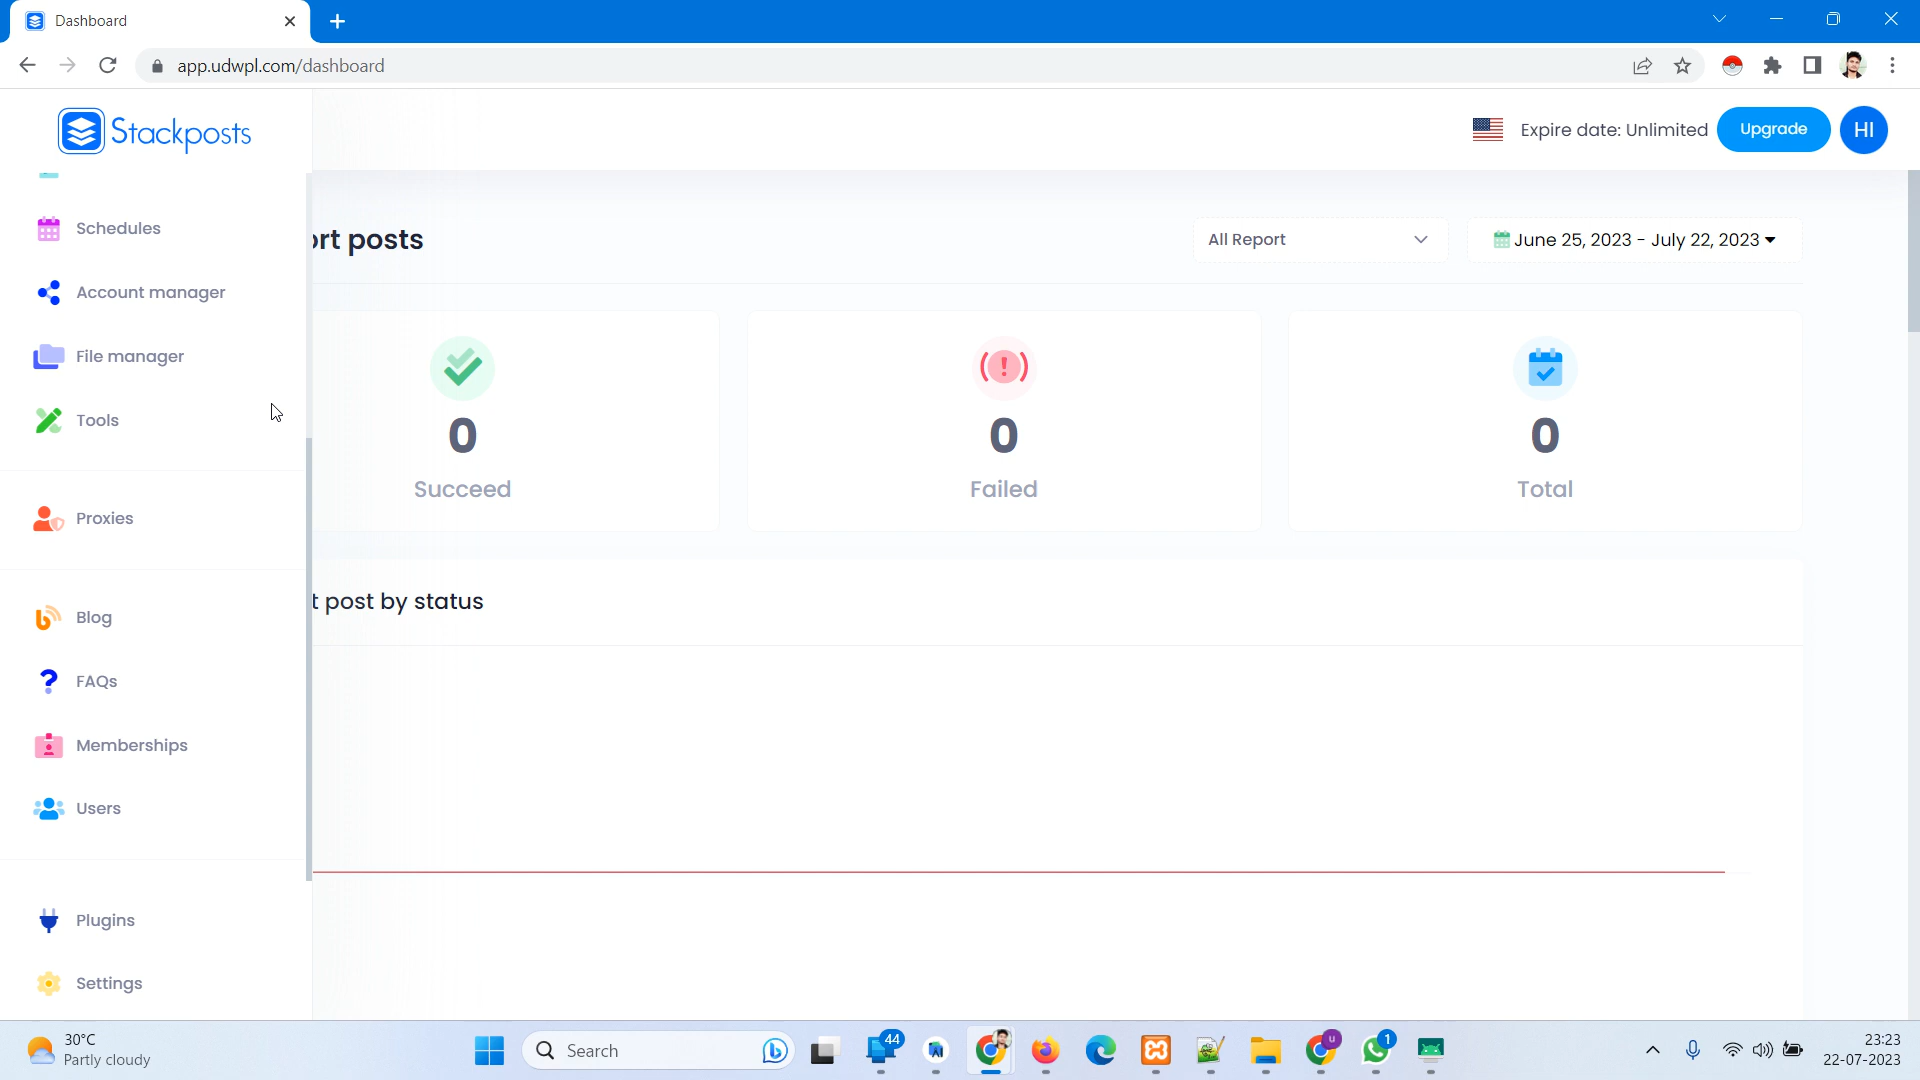 Dashboard
app.udwpl.com/dashboard
Stackposts
Expire date: Unlimited
Upgrade
HI
Schedules
Account manager
File manager
Tools
Proxies
Blog
FAQs
Memberships
Users
Plugins
Settings
ort posts
All Report
June 25, 2023 - July 22, 2023
0
Succeed
0
Failed
0
Total
t post by status
30°C
Partly cloudy
Search
44
u
1
23:23
22-07-2023